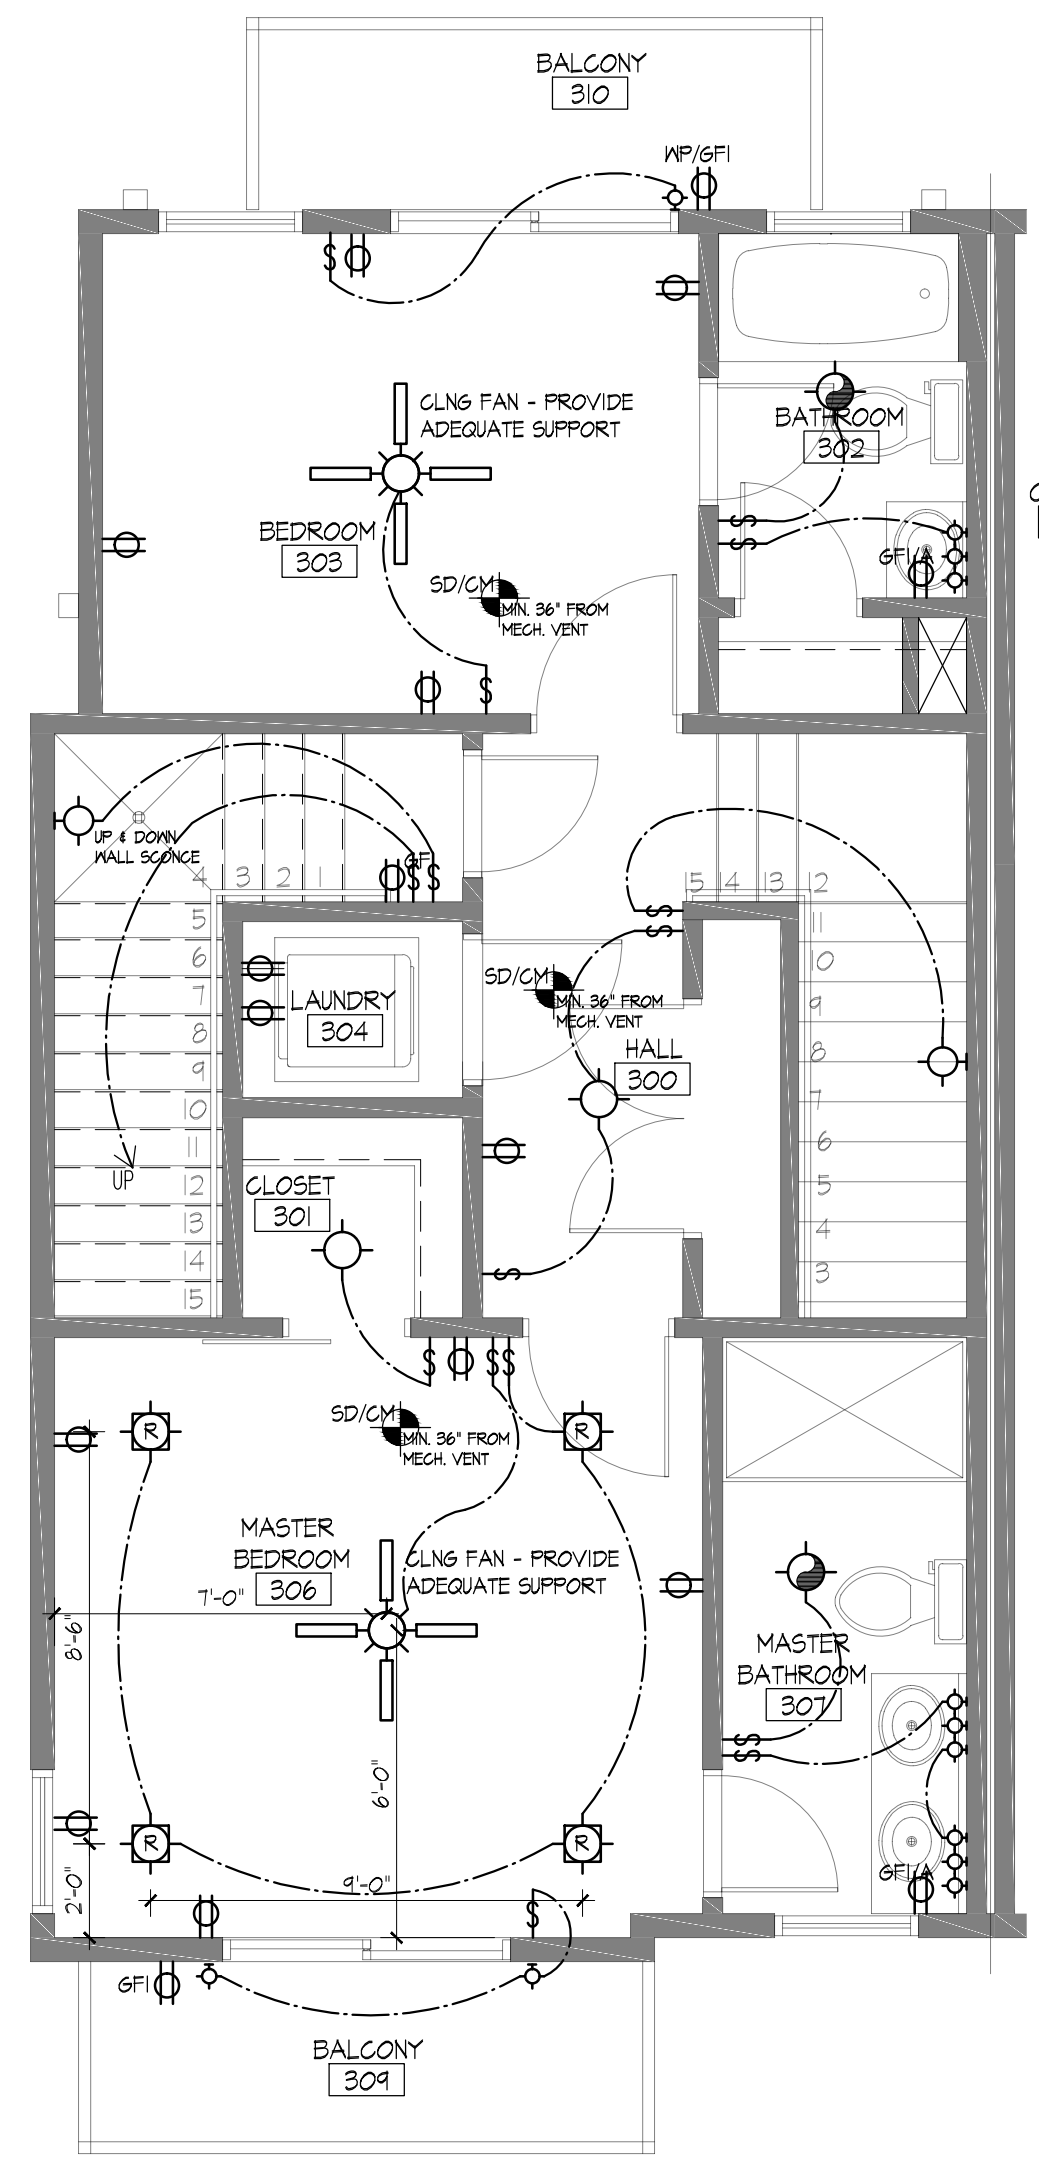 BALCONY
310
WP/GFI
S
CLNG FAN - PROVIDE
ADEQUATE SUPPORT
BATHROOM
302
BEDROOM
303
S
S
GFI/A
SD/CM
MIN. 36" FROM
MECH. VENT
S
UP & DOWN
WALL SCONCE
GFI
S S
4 3 2 1
15 14 13 12
5
6
7
8
9
10
11
12
13
14
15
UP
11
10
9
8
7
6
5
4
3
S
S
SD/CM
MIN. 36" FROM
MECH. VENT
LAUNDRY
304
HALL
300
CLOSET
301
S
S
S S
SD/CM
MIN. 36" FROM
MECH. VENT
R
R
MASTER
BEDROOM
306
CLNG FAN - PROVIDE
ADEQUATE SUPPORT
7'-0"
8'-6"
MASTER
BATHROOM
307
S
S
6'-0"
R
R
2'-0"
9'-0"
GFI/A
S
GFI
BALCONY
309